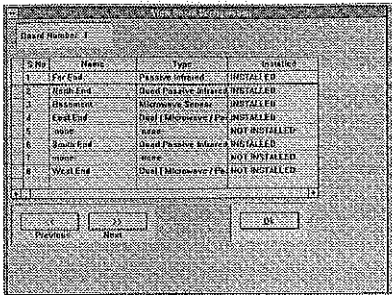 Board Number 1
S No Name Type Installed
1 Far End Passive Infrared INSTALLED
2 North End Quad Passive Infrared INSTALLED
3 Basement Microwave Sensor INSTALLED
4 East End Dual [ Microwave / Pas INSTALLED
5 none none NOT INSTALLED
6 South End Quad Passive Infrared INSTALLED
7 none none NOT INSTALLED
8 West End Dual [ Microwave / Pas NOT INSTALLED
< >> Ok
Previous Next